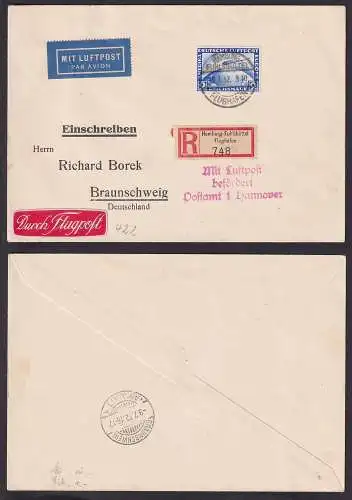 MIT LUFTPOST
PAR AVION
DEUTSCHE LUFTPOST
FLUGHAFEN
Einschreiben
Herrn
Richard Borek
Braunschweig
Deutschland
R
Hamburg-Fuhlsbüttel
Flughafen
748
Mit Luftpost
befördert
Postamt 1 Hannover
Durch Flugpost
422